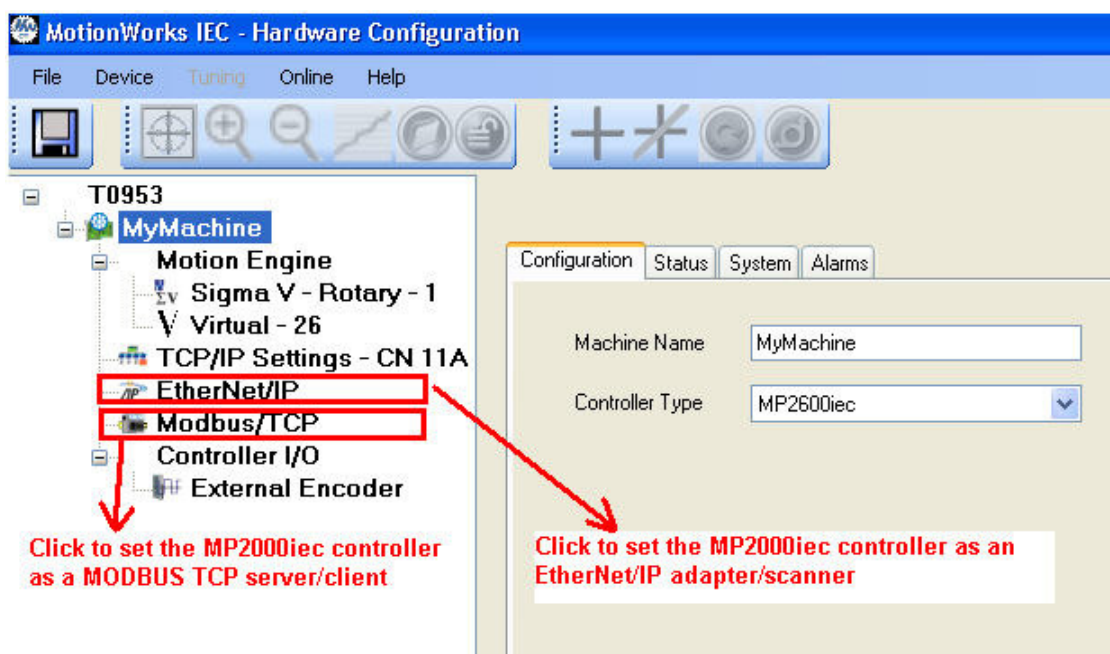 MotionWorks IEC - Hardware Configuration
File Device Tuning Online Help
T0953
MyMachine
Motion Engine
Sigma V - Rotary - 1
Virtual - 26
TCP/IP Settings - CN 11A
EtherNet/IP
Modbus/TCP
Controller I/O
External Encoder
Click to set the MP2000iec controller
as a MODBUS TCP server/client
Configuration Status System Alarms
Machine Name MyMachine
Controller Type MP2600iec
Click to set the MP2000iec controller as an
EtherNet/IP adapter/scanner